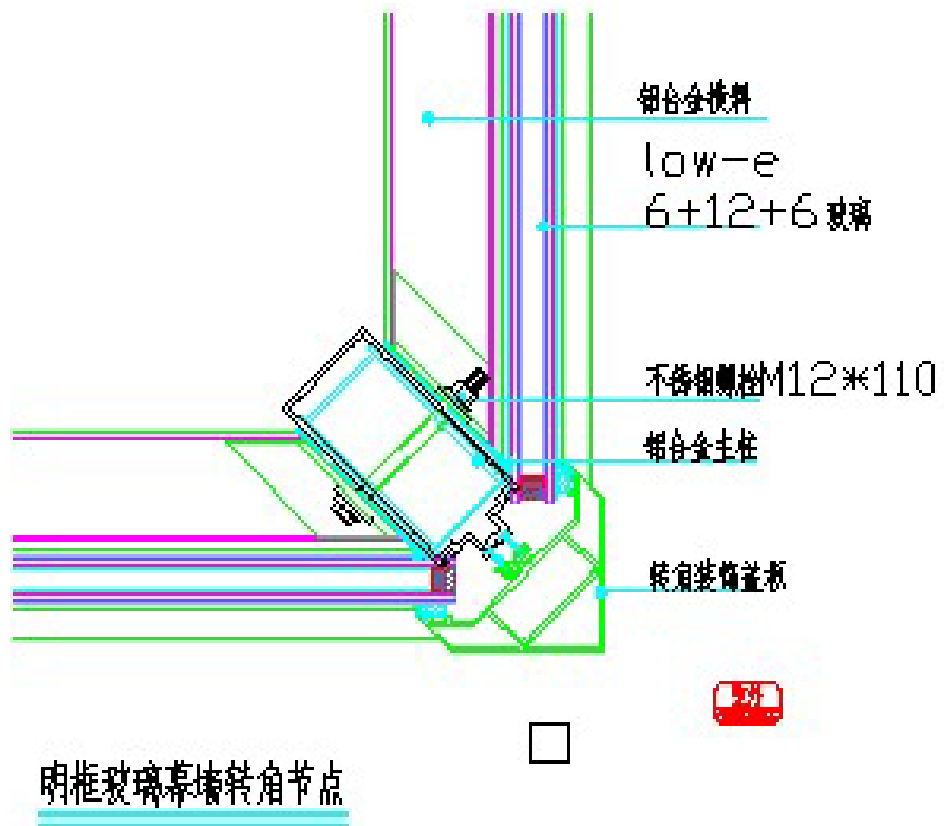 铝合金横料
low-e
6+12+6玻璃
不锈钢螺栓M12*110
铝合金主柱
转角装饰盖板
室外
明框玻璃幕墙转角节点